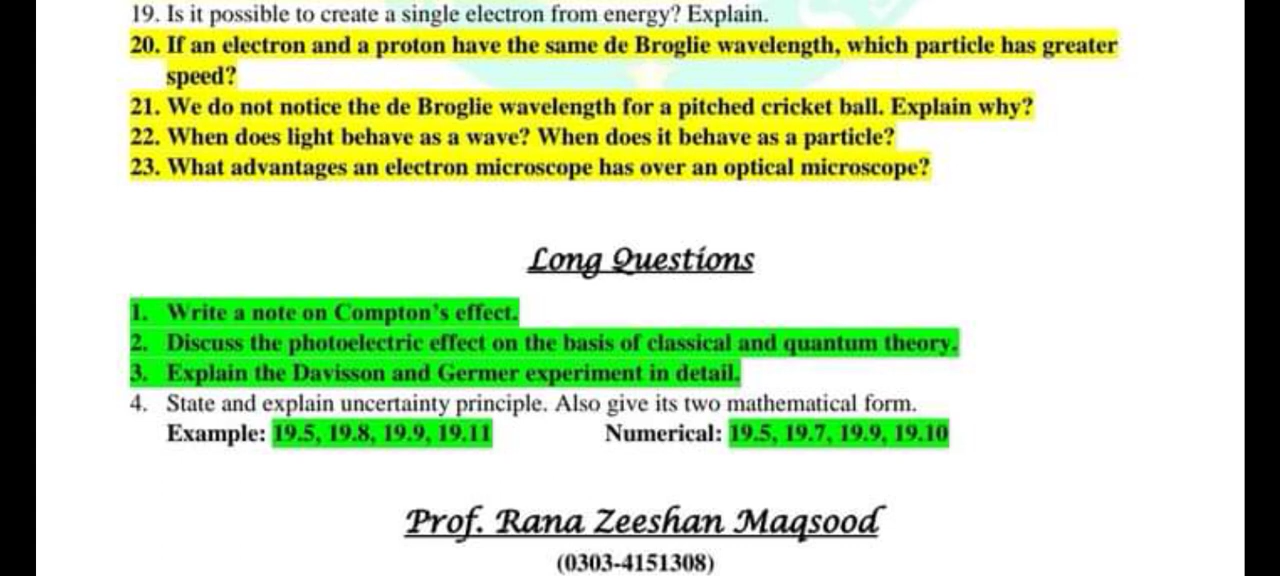 19. Is it possible to create a single electron from energy? Explain.
20. If an electron and a proton have the same de Broglie wavelength, which particle has greater
speed?
21. We do not notice the de Broglie wavelength for a pitched cricket ball. Explain why?
22. When does light behave as a wave? When does it behave as a particle?
23. What advantages an electron microscope has over an optical microscope?
Long Questions
1. Write a note on Compton's effect.
2. Discuss the photoelectric effect on the basis of classical and quantum theory.
3. Explain the Davisson and Germer experiment in detail.
4. State and explain uncertainty principle. Also give its two mathematical form.
Example: 19.5, 19.8, 19.9, 19.11 Numerical: 19.5, 19.7, 19.9, 19.10
Prof. Rana Zeeshan Maqsood
(0303-4151308)